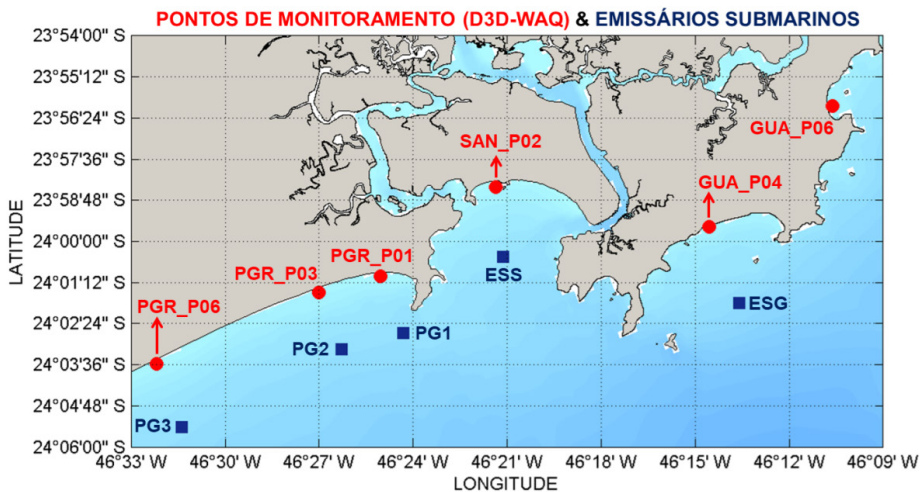 PONTOS DE MONITORAMENTO (D3D-WAQ) & EMISSÁRIOS SUBMARINOS
23°54'00" S
23°55'12" S
23°56'24" S
23°57'36" S
23°58'48" S
24°00'00" S
24°01'12" S
24°02'24" S
24°03'36" S
24°04'48" S
24°06'00" S
LATITUDE
GUA_P06
SAN_P02
GUA_P04
PGR_P01
PGR_P03
PGR_P06
ESS
ESG
PG1
PG2
PG3
46°33' W
46°30' W
46°27' W
46°24' W
46°21' W
46°18' W
46°15' W
46°12' W
46°09' W
LONGITUDE